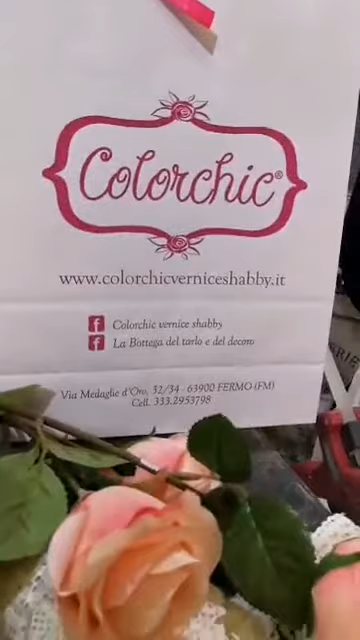 Colorchic®
www.colorchicverniceshabby.it
Colorchic vernice shabby
La Bottega del tarlo e del decoro
Via Medaglie d'Oro, 32/34 - 63900 FERMO (FM)
Cell. 333.2953798